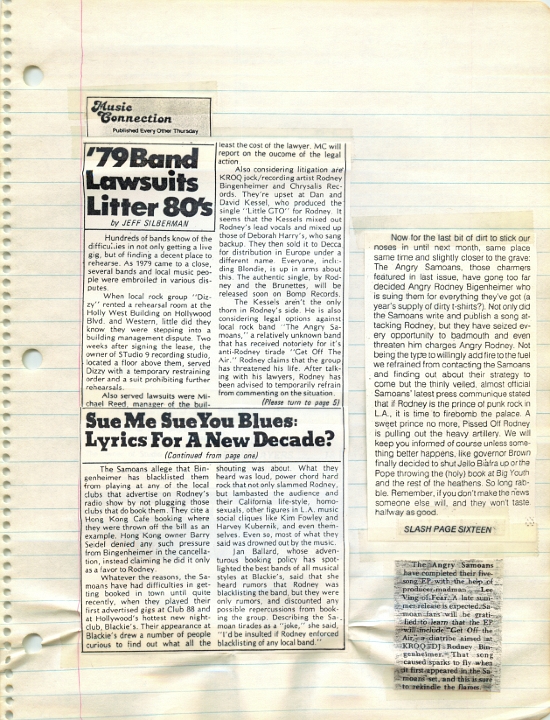 Music
Connection
Published Every Other Thursday
'79 Band
Lawsuits
Litter 80's
by JEFF SILBERMAN
Hundreds of bands know of the
difficulties in not only getting a live
gig, but of finding a decent place to
rehearse. As 1979 came to a close,
several bands and local music peo-
ple were embroiled in various dis-
putes.
When local rock group "Diz-
zy" rented a rehearsal room at the
Holly West Building on Hollywood
Blvd. and Western, little did they
know they were stepping into a
building management dispute. Two
weeks after signing the lease, the
owner of STudio 9 recording studio,
located a floor above them, served
Dizzy with a temporary restraining
order and a suit prohibiting further
rehearsals.
Also served lawsuits were Mi-
chael Reed, manager of the buil-
least the cost of the lawyer. MC will
report on the oucome of the legal
action
Also considering litigation are
KROQ jock/recording artist Rodney
Bingenheimer and Chrysalis Rec-
ords. They're upset at Dan and
David Kessel, who produced the
single "Little GTO" for Rodney. It
seems that the Kessels mixed out
Rodney's lead vocals and mixed up
those of Deborah Harry's, who sang
backup. They then sold it to Decca
for distribution in Europe under a
different name. Everyone, inclu-
ding Blondie, is up in arms about
this. The authentic single, by Rod-
ney and the Brunettes, will be
released soon on Bomp Records.
The Kessels aren't the only
thorn in Rodney's side. He is also
considering legal options against
local rock band "The Angry Sa-
moans," a relatively unknown band
that has received notoriety for it's
anti-Rodney tirade "Get Off The
Air." Rodney claims that the group
has threatened his life. After talk-
ing with his lawyers, Rodney has
been advised to temporarily refrain
from commenting on the situation.
(Please turn to page 5)
Sue Me Sue You Blues:
Lyrics For A New Decade?
(Continued from page one)
The Samoans allege that Bin-
genheimer has blacklisted them
from playing at any of the local
clubs that advertise on Rodney's
radio show by not plugging those
clubs that do book them. They cite a
Hong Kong Cafe booking where
they were thrown off the bill as an
example. Hong Kong owner Barry
Seidel denied any such pressure
from Bingenheimer in the cancella-
tion, instead claiming he did it only
as a favor to Rodney.
Whatever the reasons, the Sa-
moans have had difficulties in get-
ting booked in town until quite
recently, when they played their
first advertised gigs at Club 88 and
at Hollywood's hottest new night-
club, Blackie's. Their appearance at
Blackie's drew a number of people
curious to find out what all the
shouting was about. What they
heard was loud, power chord hard
rock that not only slammed Rodney,
but lambasted the audience and
their California life-style, homo-
sexuals, other figures in L.A. music
social cliques like Kim Fowley and
Harvey Kubernik, and even them-
selves. Even so, most of what they
said was drowned out by the music.
Jan Ballard, whose adven-
turous booking policy has spot-
lighted the best bands of all musical
styles at Blackie's, said that she
heard rumors that Rodney was
blacklisting the band, but they were
only rumors, and discounted any
possible repercussions from book-
ing the group. Describing the Sa-
moan tirades as a "joke," she said,
"I'd be insulted if Rodney enforced
blacklisting of any local band."
Now for the last bit of dirt to stick our
noses in until next month, same place
same time and slightly closer to the grave:
The Angry Samoans, those charmers
featured in last issue, have gone too far
decided Angry Rodney Bigenheimer who
is suing them for everything they've got (a
year's supply of dirty t-shirts?). Not only did
the Samoans write and publish a song at-
tacking Rodney, but they have seized ev-
ery opportunity to badmouth and even
threaten him charges Angry Rodney. Not
being the type to willingly add fire to the fuel
we refrained from contacting the Samoans
and finding out about their strategy to
come but the thinly veiled, almost official
Samoans' latest press communique stated
that if Rodney is the prince of punk rock in
L.A., it is time to firebomb the palace. A
sweet prince no more, Pissed Off Rodney
is pulling out the heavy artillery. We will
keep you informed of course unless some-
thing better happens, like governor Brown
finally decided to shut Jello Biafra up or the
Pope throwing the (holy) book at Big Youth
and the rest of the heathens. So long rab-
ble. Remember, if you don't make the news
someone else will, and they won't taste
halfway as good.
SLASH PAGE SIXTEEN
The Angry Samoans
have completed their five-
song EP with the help of
producer-madman Lee
Ving of Fear. A late sum-
mer release is expected. Sa-
moan fans will be grati-
fied to learn that the EP
will include "Get Off the
Air," a diatribe aimed at
KROQ DJ Rodney Bin-
genheimer. That song
caused sparks to fly when
it first appeared in the Sa-
moans' set, and this is sure
to rekindle the flames.